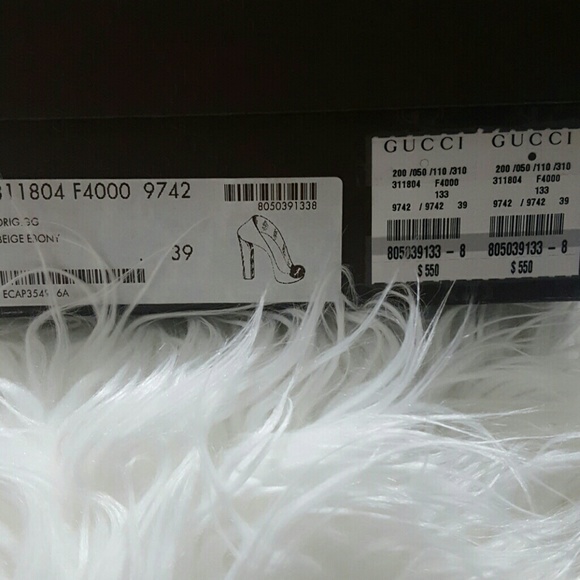 311804 F4000 9742
8050391338
ORIG.GG
BEIGE EBONY
39
GUCCI
200 /050 /110 /310
311804 F4000
133
9742 / 9742 39
805039133 - 8
$ 550
GUCCI
200 /050 /110 /310
311804 F4000
133
9742 / 9742 39
805039133 - 8
$ 550